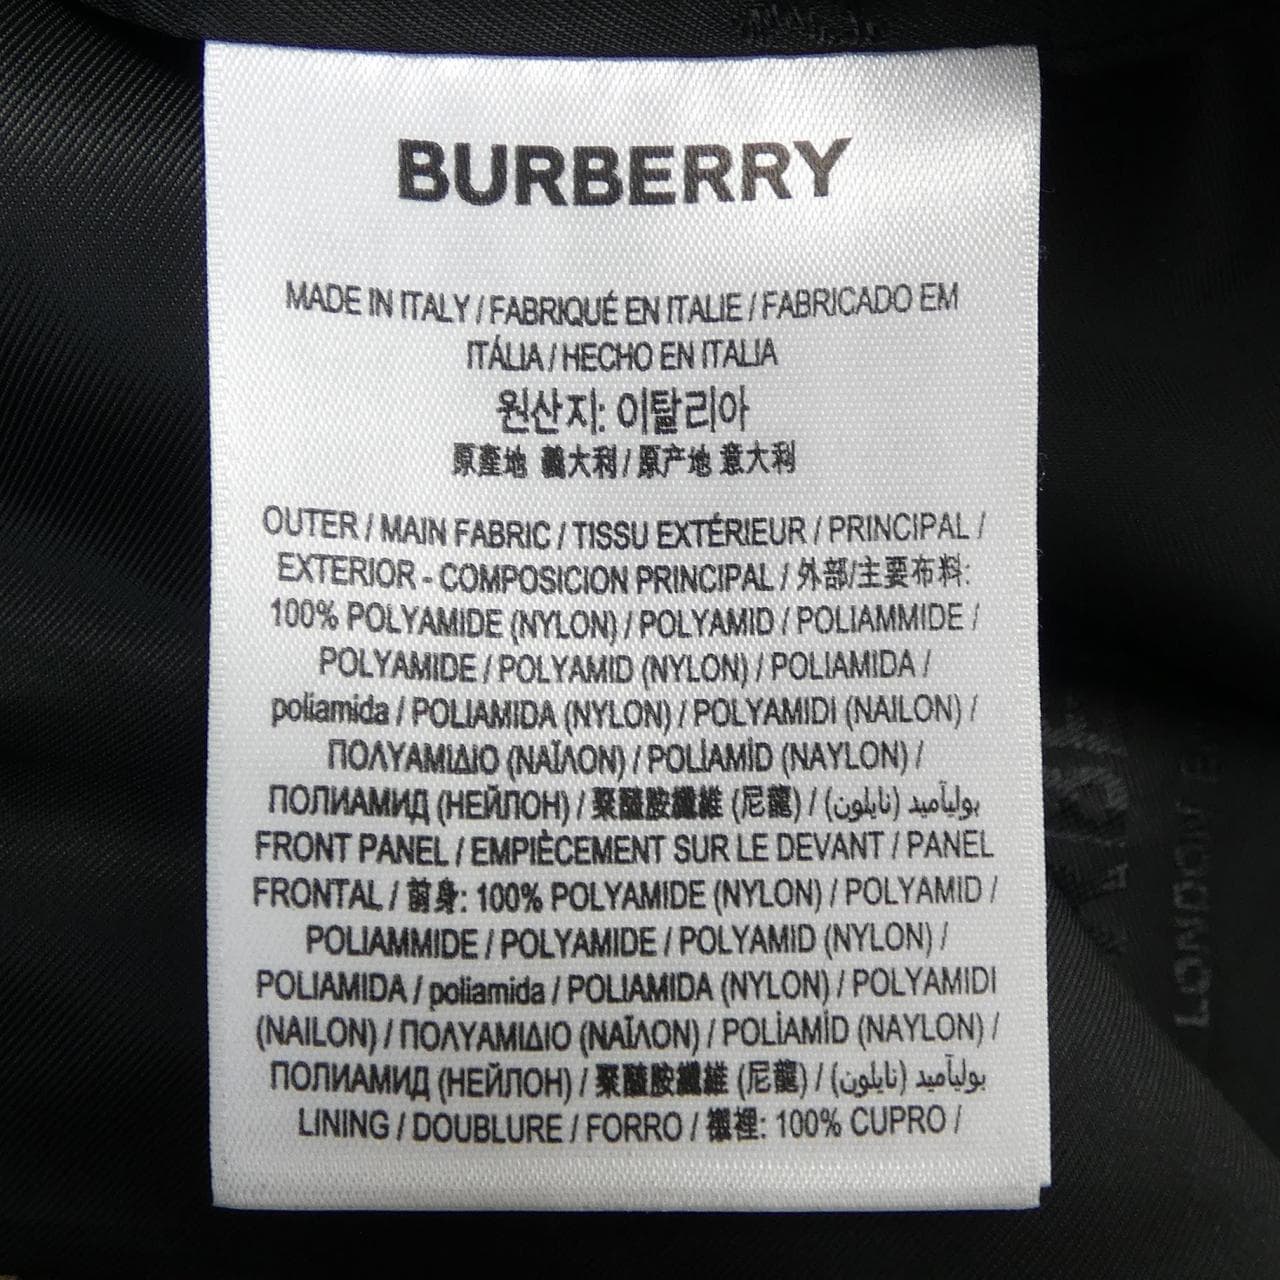 BURBERRY
MADE IN ITALY / FABRIQUÉ EN ITALIE / FABRICADO EM
ITÁLIA / HECHO EN ITALIA
원산지: 이탈리아
原產地 義大利 / 原产地 意大利
OUTER / MAIN FABRIC / TISSU EXTÉRIEUR / PRINCIPAL /
EXTERIOR - COMPOSICION PRINCIPAL / 外部/主要布料:
100% POLYAMIDE (NYLON) / POLYAMID / POLIAMMIDE /
POLYAMIDE / POLYAMID (NYLON) / POLIAMIDA /
poliamida / POLIAMIDA (NYLON) / POLYAMIDI (NAILON) /
ΠΟΛΥΑΜΙΔΙΟ (ΝΑΪΛΟΝ) / POLİAMİD (NAYLON) /
ПОЛИАМИД (НЕЙЛОН) / 聚醯胺纖維 (尼龍) / بوليآميد (نايلون)
FRONT PANEL / EMPIÈCEMENT SUR LE DEVANT / PANEL
FRONTAL / 前身: 100% POLYAMIDE (NYLON) / POLYAMID /
POLIAMMIDE / POLYAMIDE / POLYAMID (NYLON) /
POLIAMIDA / poliamida / POLIAMIDA (NYLON) / POLYAMIDI
(NAILON) / ΠΟΛΥΑΜΙΔΙΟ (ΝΑΪΛΟΝ) / POLİAMİD (NAYLON) /
ПОЛИАМИД (НЕЙЛОН) / 聚醯胺纖維 (尼龍) / بوليآميد (نايلون)
LINING / DOUBLURE / FORRO / 襯裡: 100% CUPRO /
LONDON